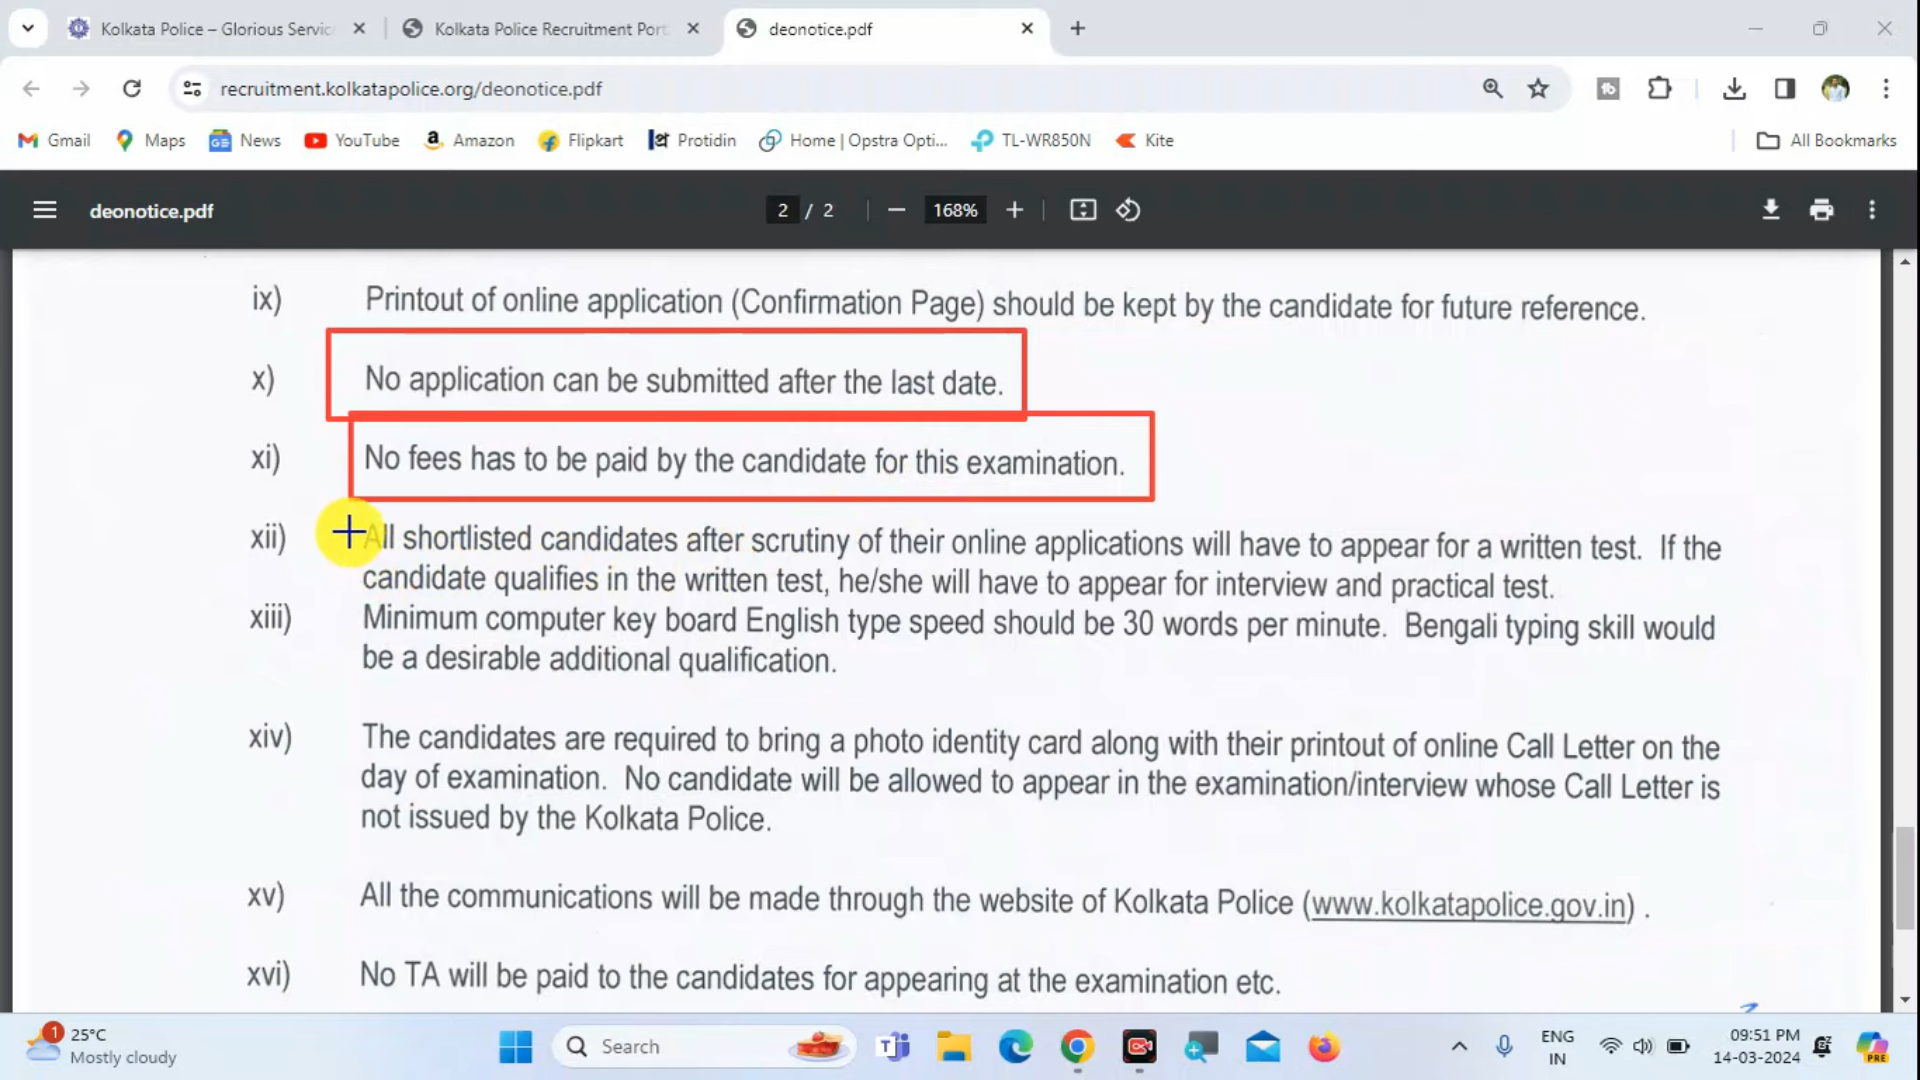 Kolkata Police – Glorious Servic
Kolkata Police Recruitment Port
deonotice.pdf
recruitment.kolkatapolice.org/deonotice.pdf
Gmail
Maps
News
YouTube
Amazon
Flipkart
Protidin
Home | Opstra Opti...
TL-WR850N
Kite
All Bookmarks
deonotice.pdf
2 / 2
168%
ix) Printout of online application (Confirmation Page) should be kept by the candidate for future reference.
x) No application can be submitted after the last date.
xi) No fees has to be paid by the candidate for this examination.
xii) All shortlisted candidates after scrutiny of their online applications will have to appear for a written test. If the
candidate qualifies in the written test, he/she will have to appear for interview and practical test.
xiii) Minimum computer key board English type speed should be 30 words per minute. Bengali typing skill would
be a desirable additional qualification.
xiv) The candidates are required to bring a photo identity card along with their printout of online Call Letter on the
day of examination. No candidate will be allowed to appear in the examination/interview whose Call Letter is
not issued by the Kolkata Police.
xv) All the communications will be made through the website of Kolkata Police (www.kolkatapolice.gov.in) .
xvi) No TA will be paid to the candidates for appearing at the examination etc.
1
25°C
Mostly cloudy
Search
ENG
IN
09:51 PM
14-03-2024
PRE